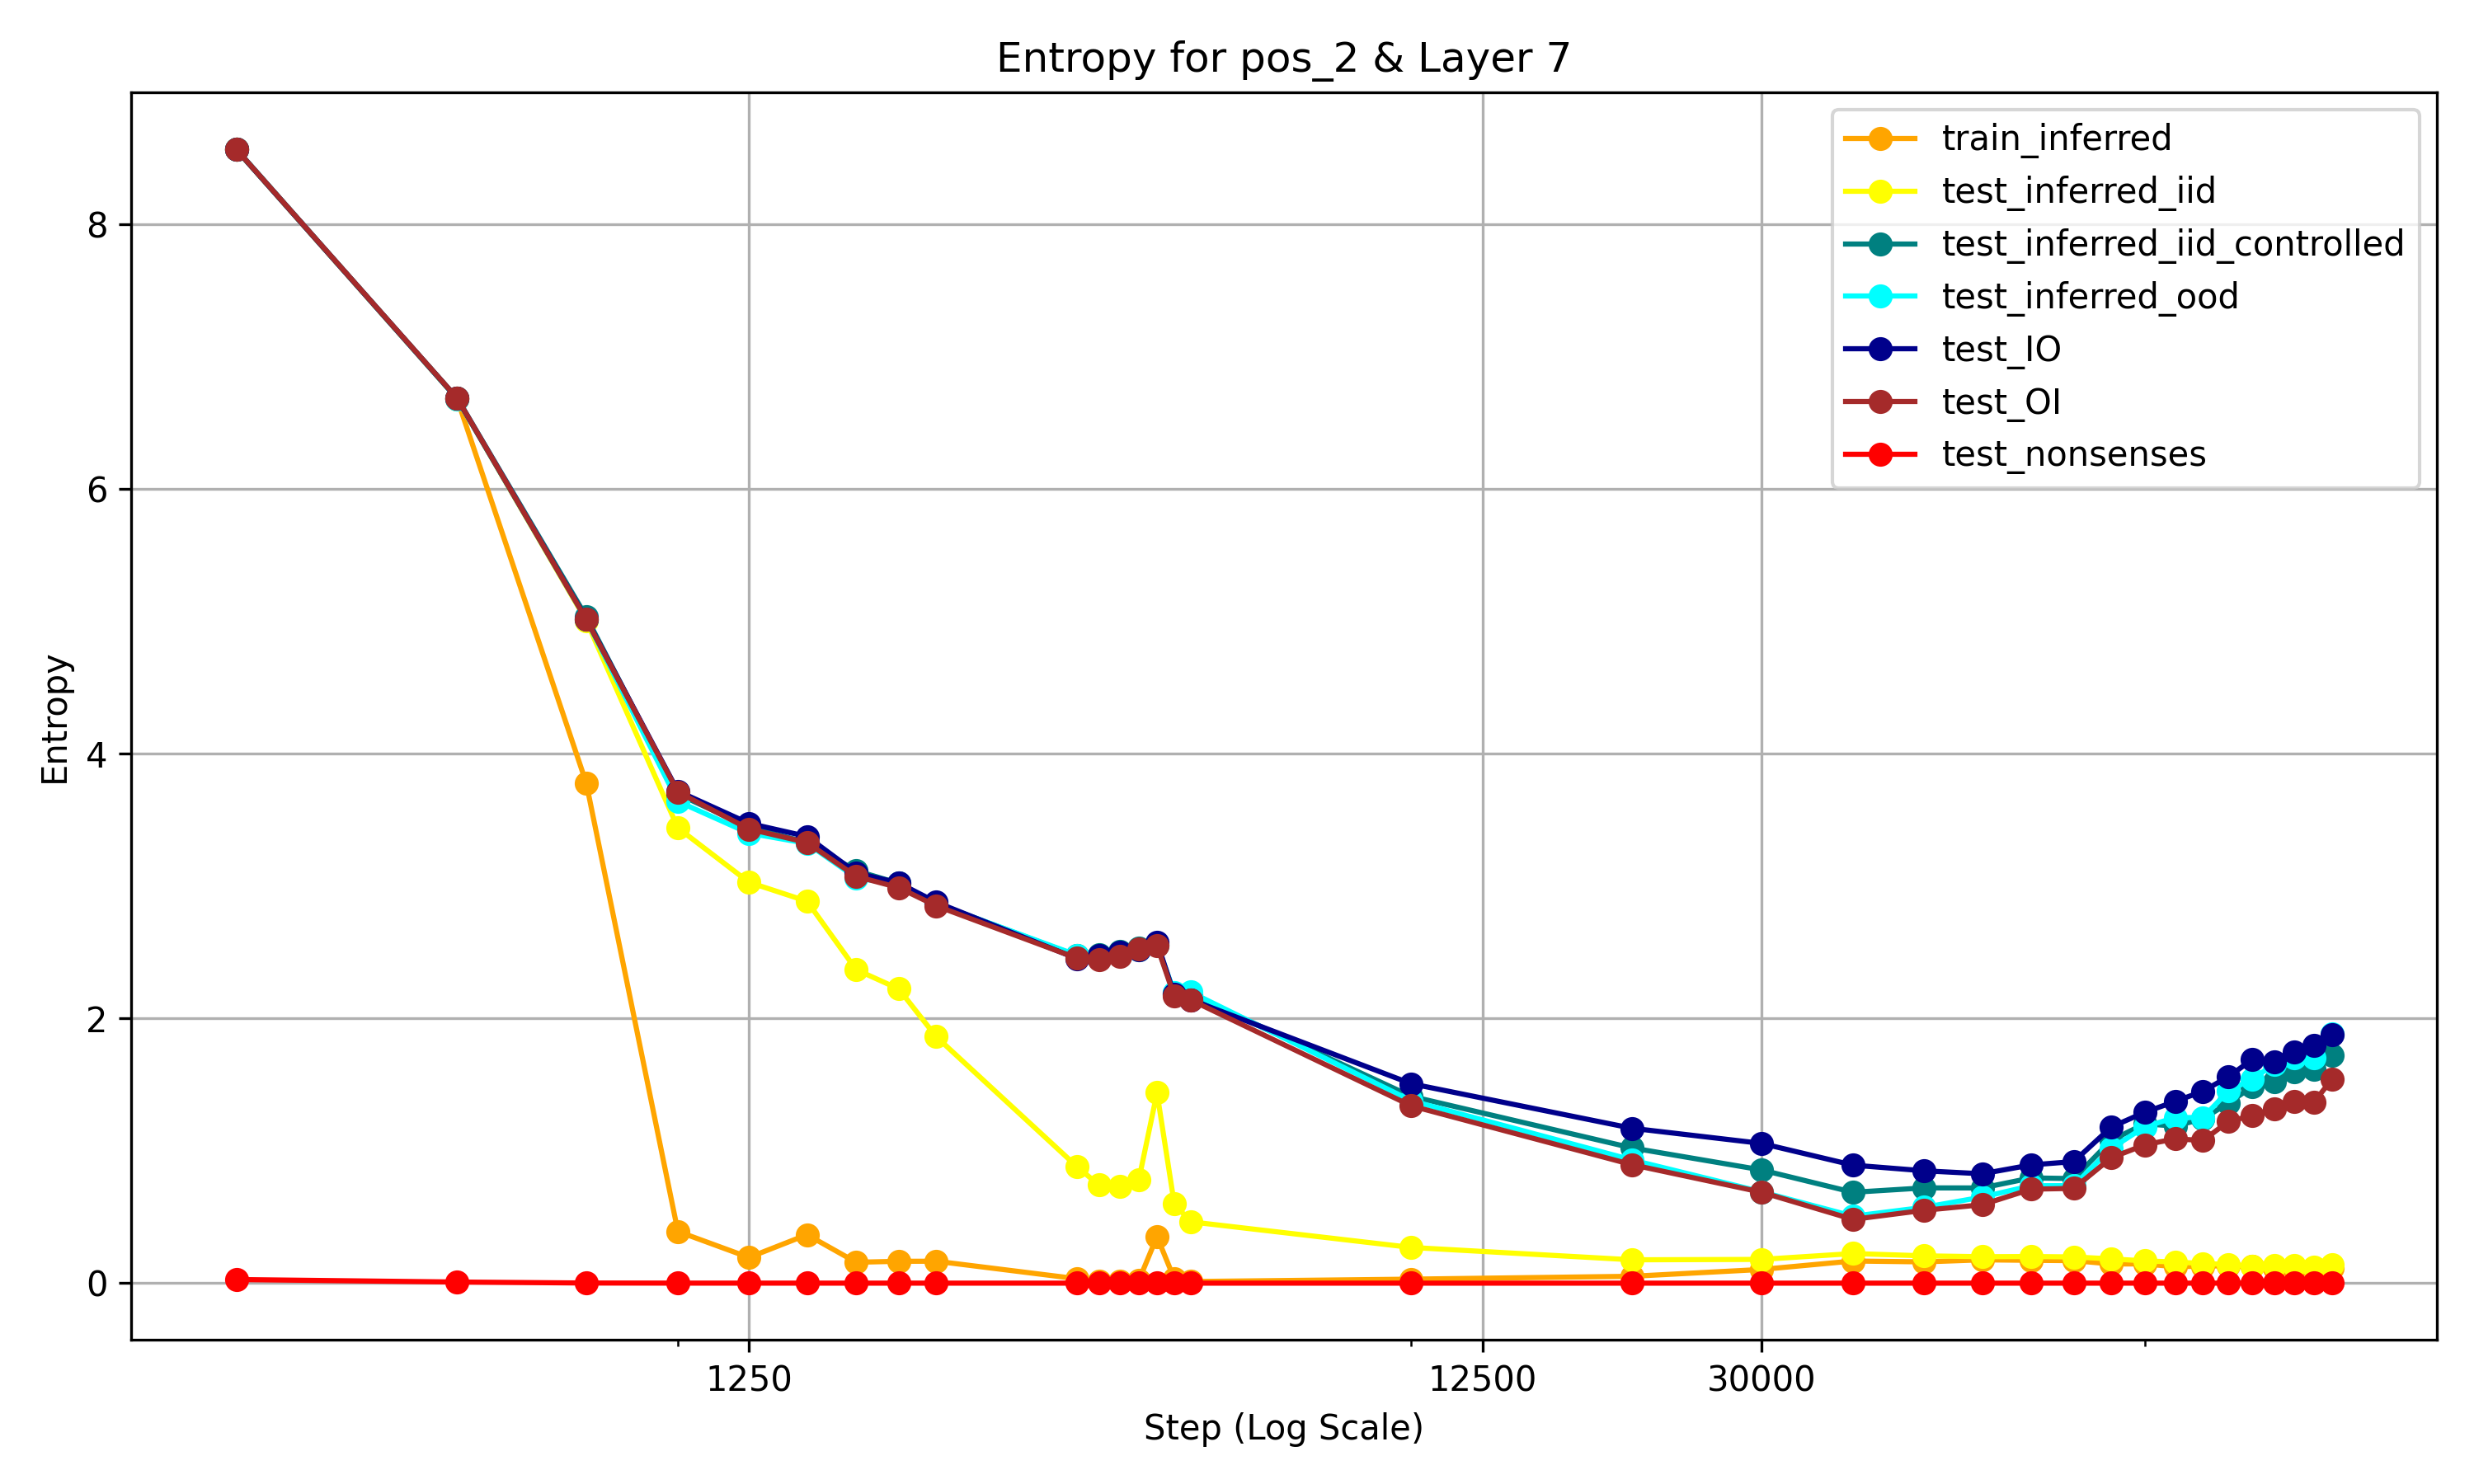 Entropy for pos_2 & Layer 7
train_inferred
test_inferred_iid
test_inferred_iid_controlled
test_inferred_ood
test_IO
test_OI
test_nonsenses
Entropy
8
6
4
2
0
1250
12500
30000
Step (Log Scale)